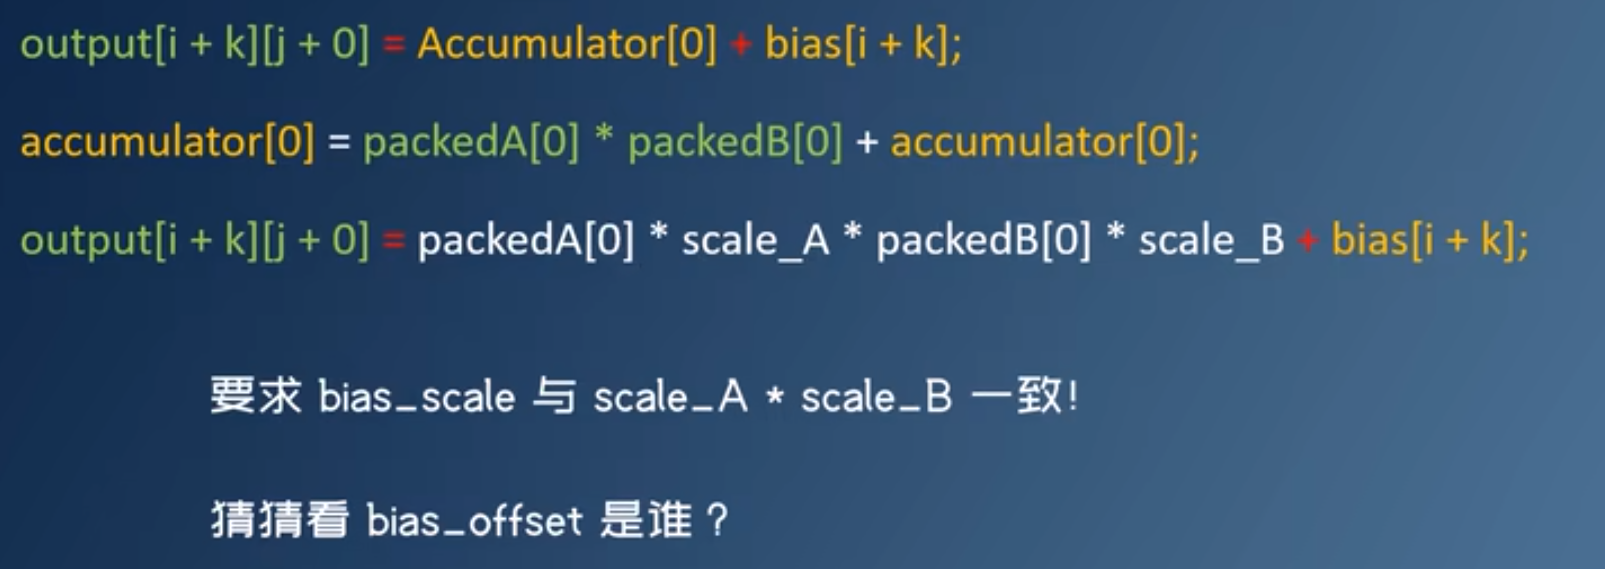 output[i + k][j + 0] = Accumulator[0] + bias[i + k];
accumulator[0] = packedA[0] * packedB[0] + accumulator[0];
output[i + k][j + 0] = packedA[0] * scale_A * packedB[0] * scale_B + bias[i + k];
要求 bias_scale 与 scale_A * scale_B 一致!
猜猜看 bias_offset 是谁？